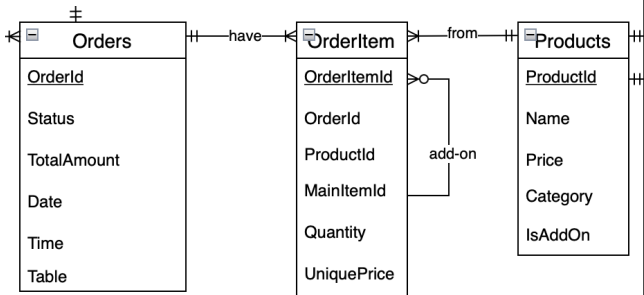 Orders
OrderId
Status
TotalAmount
Date
Time
Table
have
OrderItem
OrderItemId
OrderId
ProductId
MainItemId
Quantity
UniquePrice
add-on
from
Products
ProductId
Name
Price
Category
IsAddOn